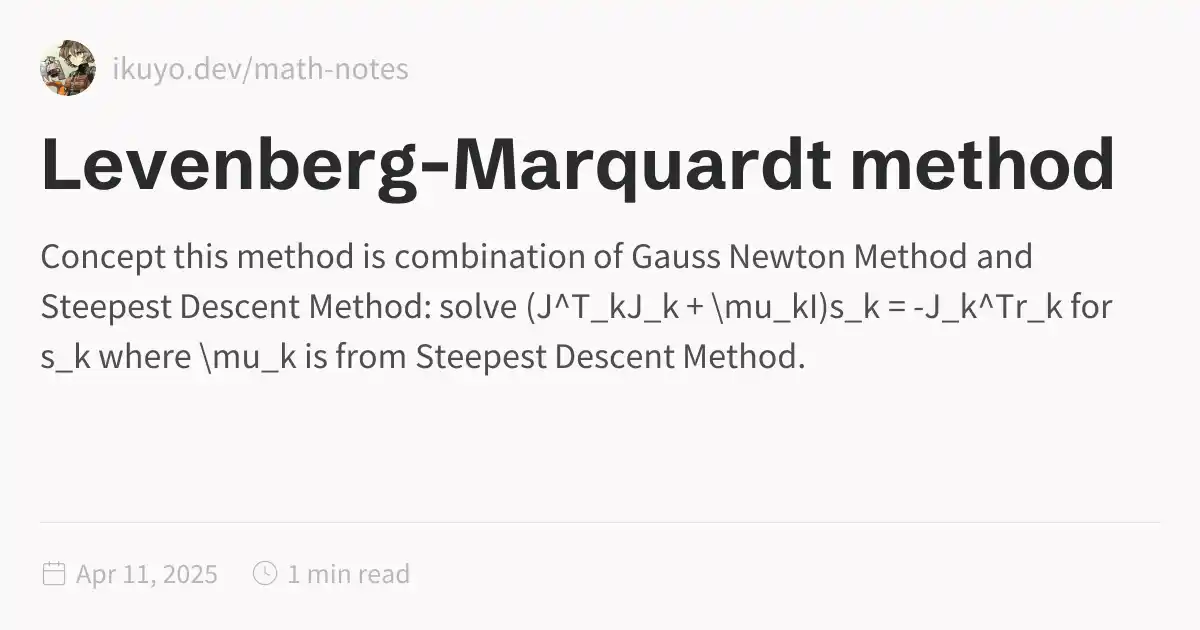 ikuyo.dev/math-notes
Levenberg-Marquardt method
Concept this method is combination of Gauss Newton Method and
Steepest Descent Method: solve (J^T_kJ_k + \mu_kI)s_k = -J_k^Tr_k for
s_k where \mu_k is from Steepest Descent Method.
Apr 11, 2025 1 min read